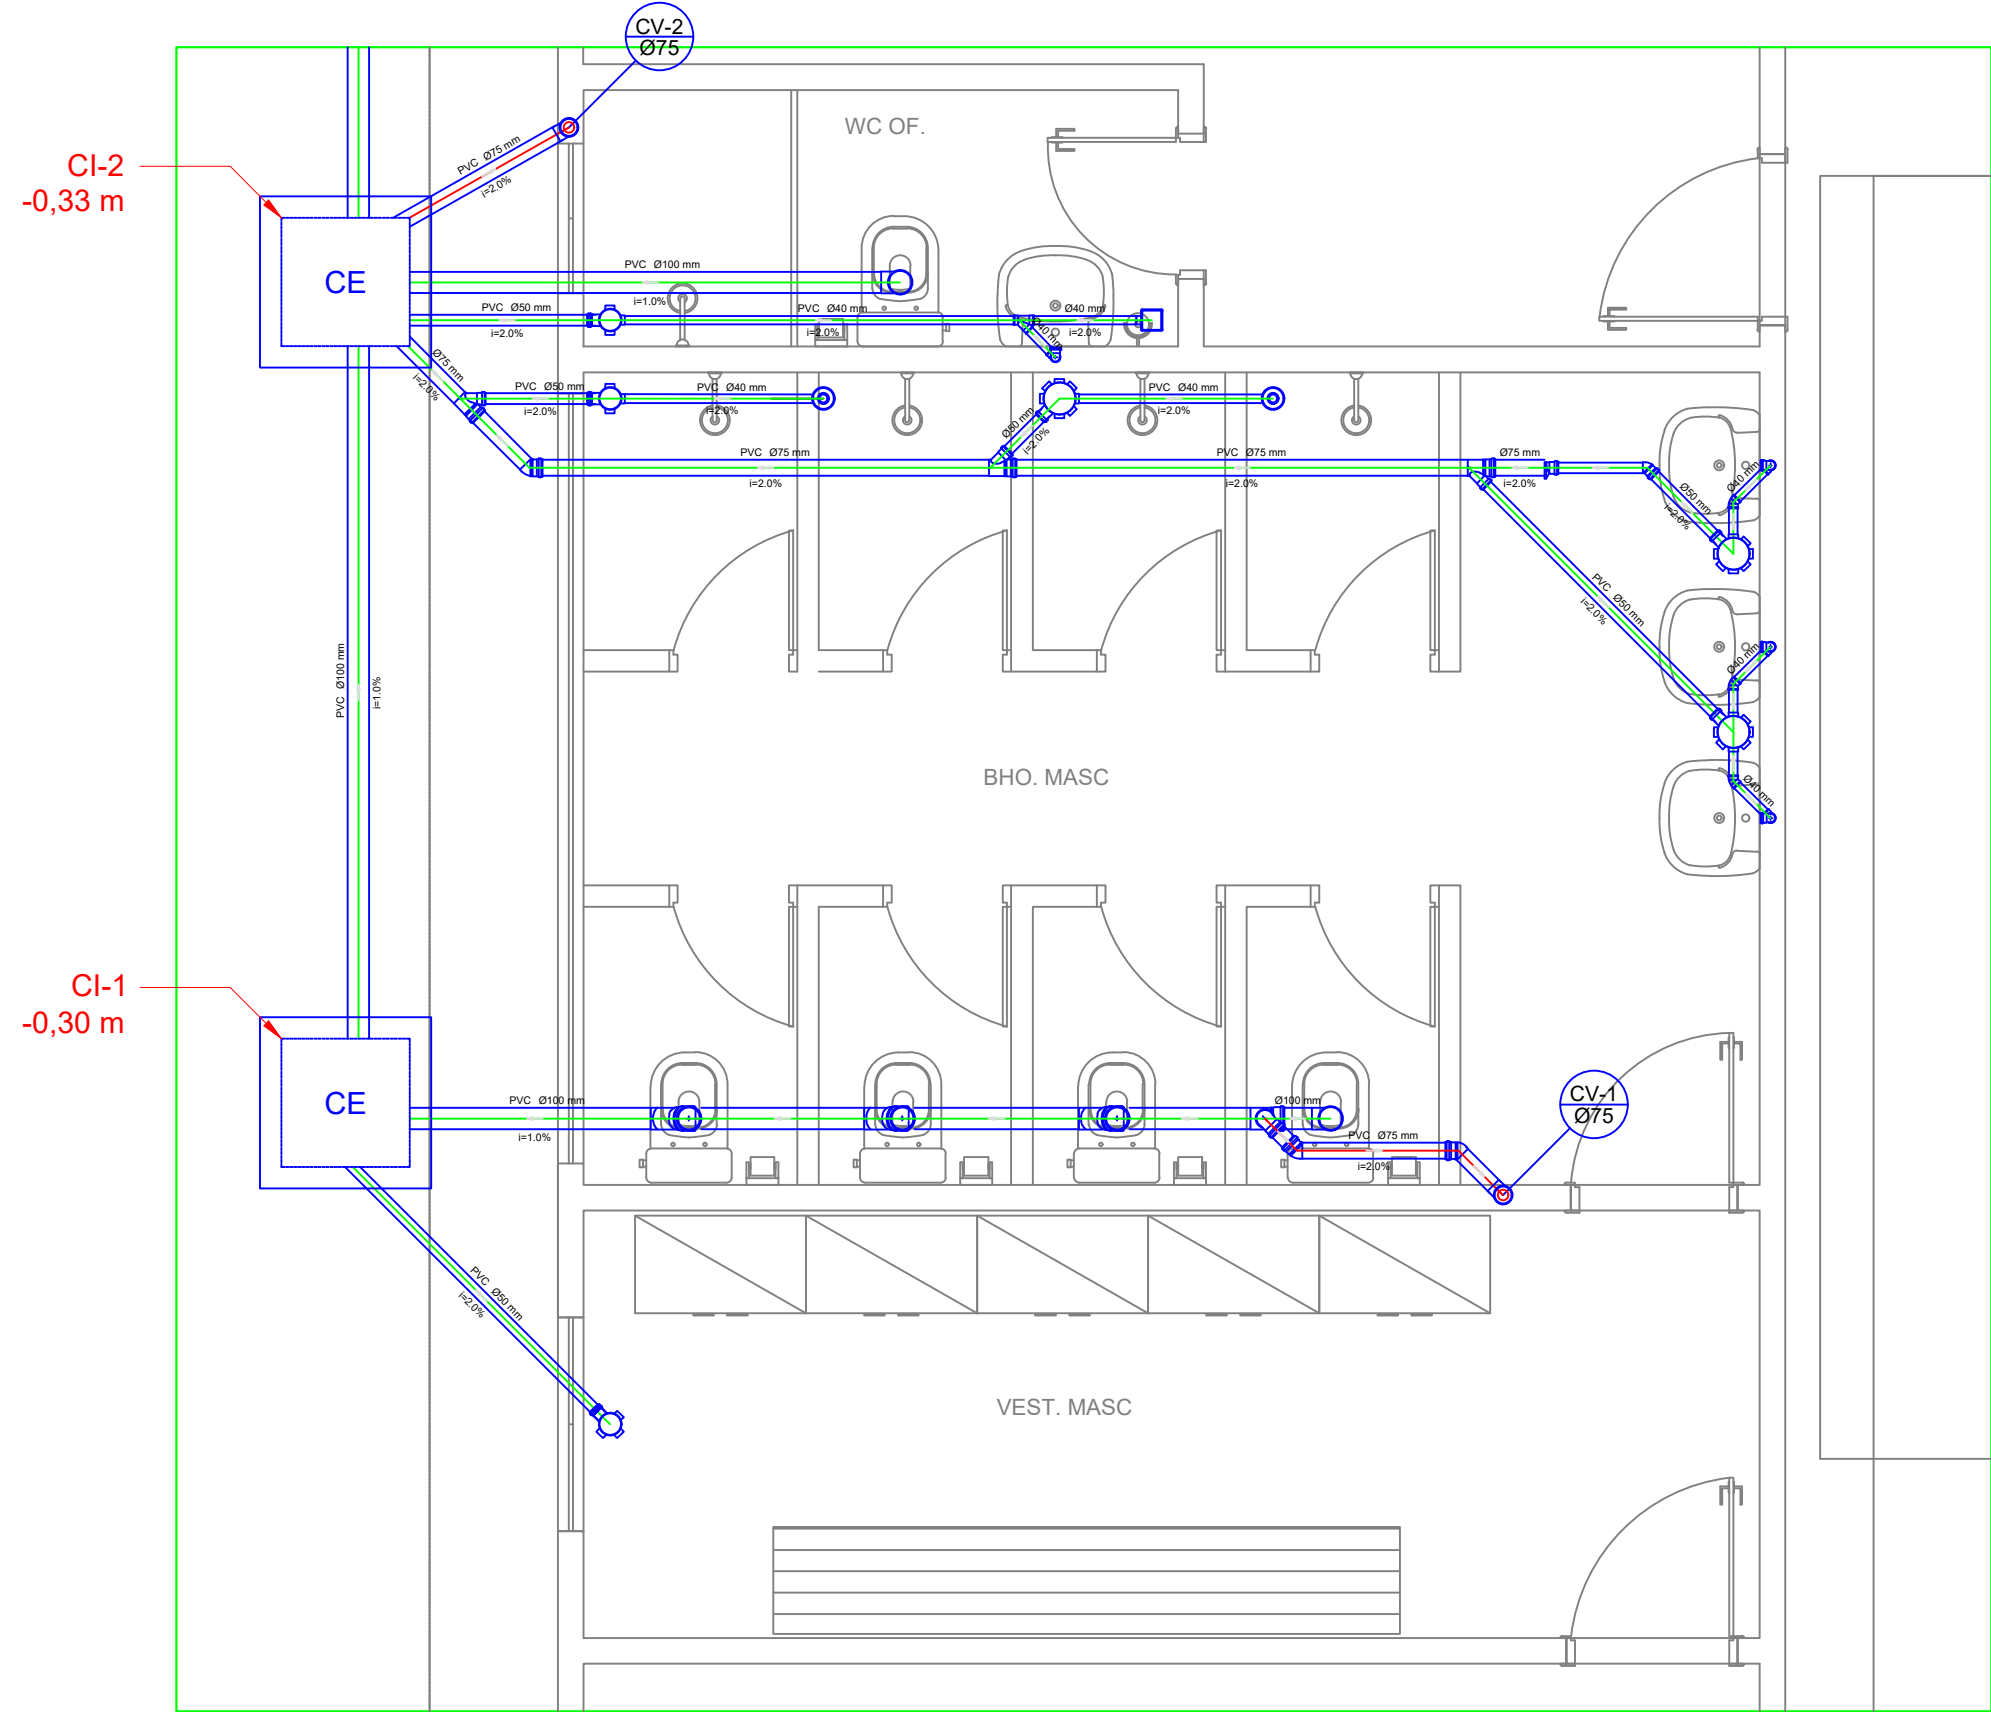 CV-2
Ø75
WC OF.
PVC Ø75 mm
i=2.0%
CI-2
-0,33 m
CE
PVC Ø100 mm
i=1.0%
PVC Ø50 mm
i=2.0%
PVC Ø40 mm
i=2.0%
Ø40 mm
i=2.0%
Ø40 mm
Ø75 mm
i=2.0%
PVC Ø50 mm
i=2.0%
PVC Ø40 mm
i=2.0%
PVC Ø40 mm
i=2.0%
Ø50 mm
i=2.0%
PVC Ø75 mm
i=2.0%
PVC Ø75 mm
i=2.0%
Ø75 mm
i=2.0%
Ø50 mm
i=2.0%
Ø40 mm
PVC Ø50 mm
i=2.0%
Ø40 mm
Ø40 mm
PVC Ø100 mm
i=1.0%
BHO. MASC
CI-1
-0,30 m
CE
PVC Ø100 mm
i=1.0%
Ø100 mm
PVC Ø75 mm
i=2.0%
CV-1
Ø75
PVC Ø50 mm
i=2.0%
VEST. MASC